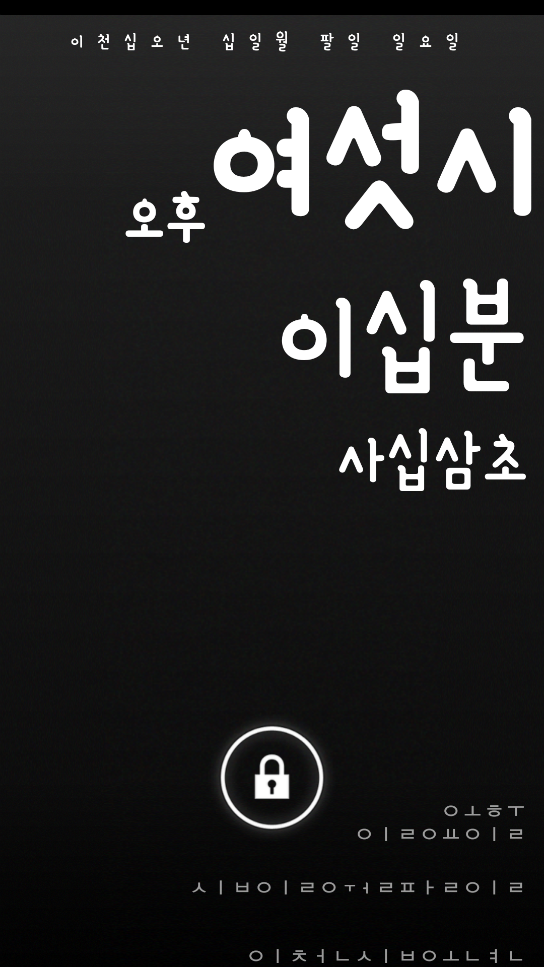 이천십오년 십일월 팔일 일요일
여섯시
오후
이십분
사십삼초
ㅇㅗㅎㅜ
ㅇㅣㄹㅇㅛㅇㅣㄹ
ㅅㅣㅂㅇㅣㄹㅇㅜㅓㄹㅍㅏㄹㅇㅣㄹ
ㅇㅣㅊㅓㄴㅅㅣㅂㅇㅗㄴㅕㄴ